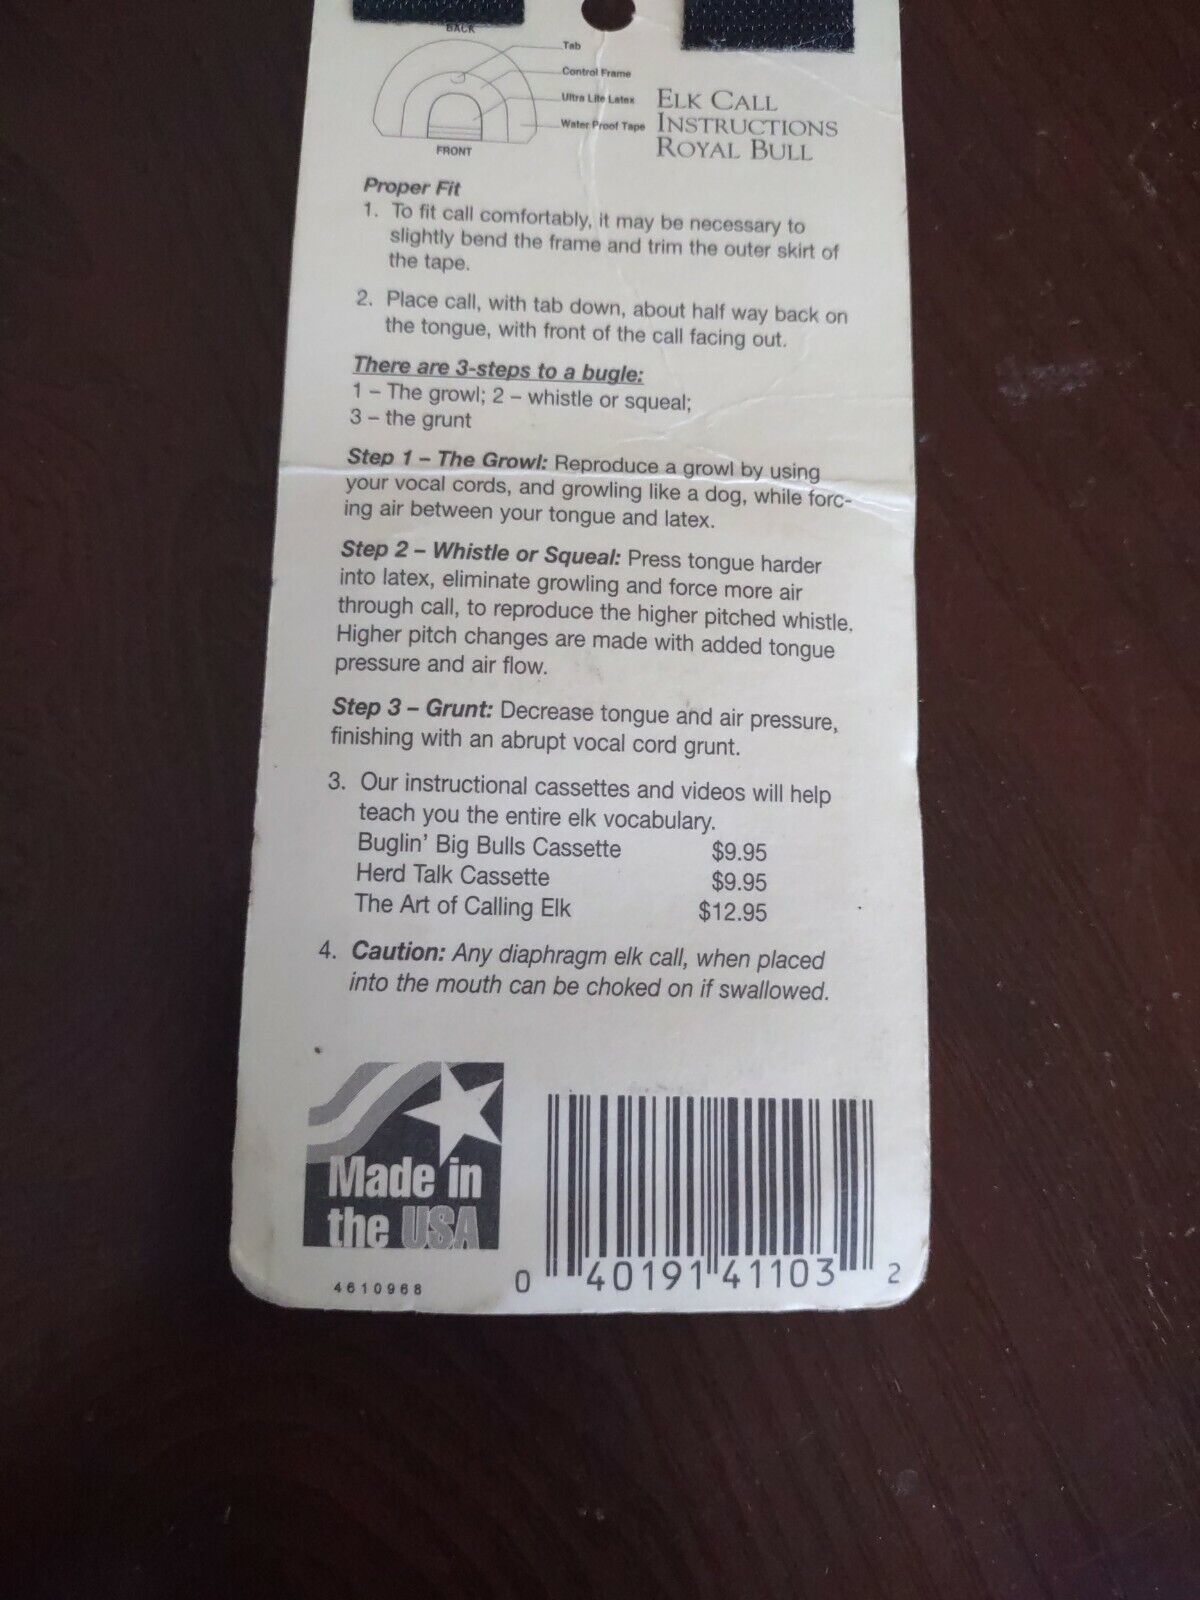 BACK
Tab
Control Frame
Ultra Lite Latex
Water Proof Tape
FRONT
ELK CALL
INSTRUCTIONS
ROYAL BULL
Proper Fit
1. To fit call comfortably, it may be necessary to
slightly bend the frame and trim the outer skirt of
the tape.
2. Place call, with tab down, about half way back on
the tongue, with front of the call facing out.
There are 3-steps to a bugle:
1 – The growl; 2 – whistle or squeal;
3 – the grunt
Step 1 – The Growl: Reproduce a growl by using
your vocal cords, and growling like a dog, while forc-
ing air between your tongue and latex.
Step 2 – Whistle or Squeal: Press tongue harder
into latex, eliminate growling and force more air
through call, to reproduce the higher pitched whistle.
Higher pitch changes are made with added tongue
pressure and air flow.
Step 3 – Grunt: Decrease tongue and air pressure,
finishing with an abrupt vocal cord grunt.
3. Our instructional cassettes and videos will help
teach you the entire elk vocabulary.
Buglin' Big Bulls Cassette $9.95
Herd Talk Cassette $9.95
The Art of Calling Elk $12.95
4. Caution: Any diaphragm elk call, when placed
into the mouth can be choked on if swallowed.
Made in
the USA
4610968
0 40191 41103 2